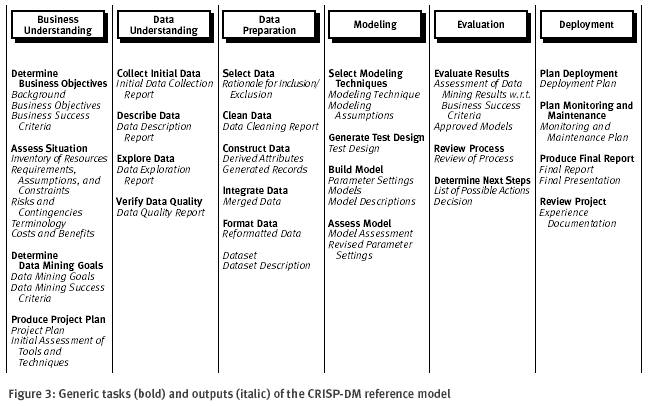 Business
Understanding
Data
Understanding
Data
Preparation
Modeling
Evaluation
Deployment
Determine
Business Objectives
Background
Business Objectives
Business Success
Criteria
Assess Situation
Inventory of Resources
Requirements,
Assumptions, and
Constraints
Risks and
Contingencies
Terminology
Costs and Benefits
Determine
Data Mining Goals
Data Mining Goals
Data Mining Success
Criteria
Produce Project Plan
Project Plan
Initial Assessment of
Tools and
Techniques
Collect Initial Data
Initial Data Collection
Report
Describe Data
Data Description
Report
Explore Data
Data Exploration
Report
Verify Data Quality
Data Quality Report
Select Data
Rationale for Inclusion/
Exclusion
Clean Data
Data Cleaning Report
Construct Data
Derived Attributes
Generated Records
Integrate Data
Merged Data
Format Data
Reformatted Data
Dataset
Dataset Description
Select Modeling
Techniques
Modeling Technique
Modeling
Assumptions
Generate Test Design
Test Design
Build Model
Parameter Settings
Models
Model Descriptions
Assess Model
Model Assessment
Revised Parameter
Settings
Evaluate Results
Assessment of Data
Mining Results w.r.t.
Business Success
Criteria
Approved Models
Review Process
Review of Process
Determine Next Steps
List of Possible Actions
Decision
Plan Deployment
Deployment Plan
Plan Monitoring and
Maintenance
Monitoring and
Maintenance Plan
Produce Final Report
Final Report
Final Presentation
Review Project
Experience
Documentation
Figure 3: Generic tasks (bold) and outputs (italic) of the CRISP-DM reference model